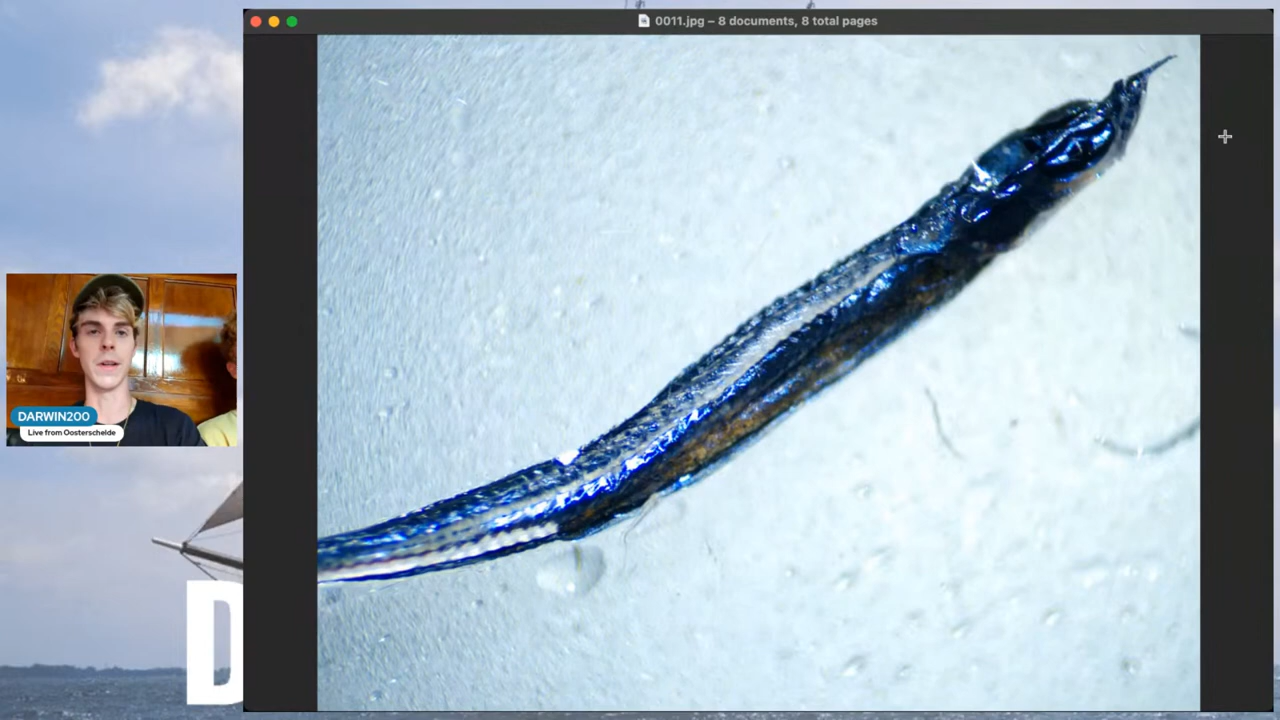 0011.jpg – 8 documents, 8 total pages
DARWIN200
Live from Oosterschelde
D